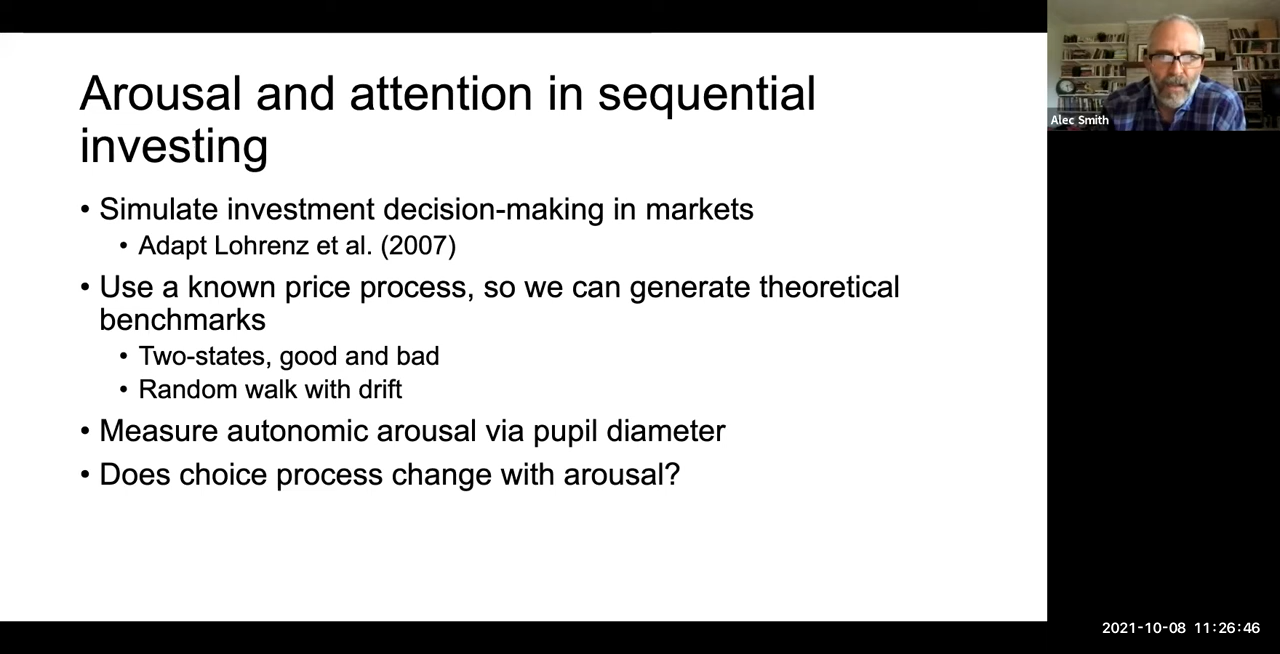 Arousal and attention in sequential
investing
• Simulate investment decision-making in markets
• Adapt Lohrenz et al. (2007)
• Use a known price process, so we can generate theoretical
benchmarks
• Two-states, good and bad
• Random walk with drift
• Measure autonomic arousal via pupil diameter
• Does choice process change with arousal?
Alec Smith
2021-10-08 11:26:46